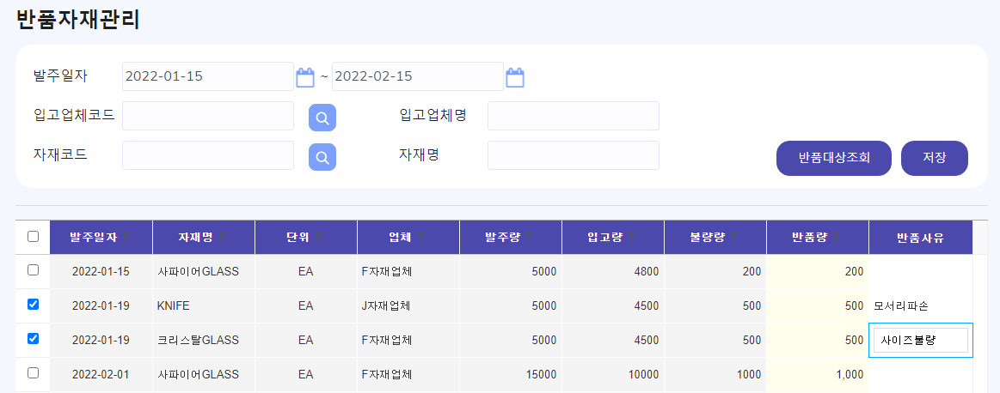 반품자재관리
발주일자 2022-01-15 ~ 2022-02-15
입고업체코드 입고업체명
자재코드 자재명 반품대상조회 저장
발주일자 자재명 단위 업체 발주량 입고량 불량량 반품량 반품사유
2022-01-15 사파이어GLASS EA F자재업체 5000 4800 200 200
2022-01-19 KNIFE EA J자재업체 5000 4500 500 500 모서리파손
2022-01-19 크리스탈GLASS EA F자재업체 5000 4500 500 500 사이즈불량
2022-02-01 사파이어GLASS EA F자재업체 15000 10000 1000 1,000